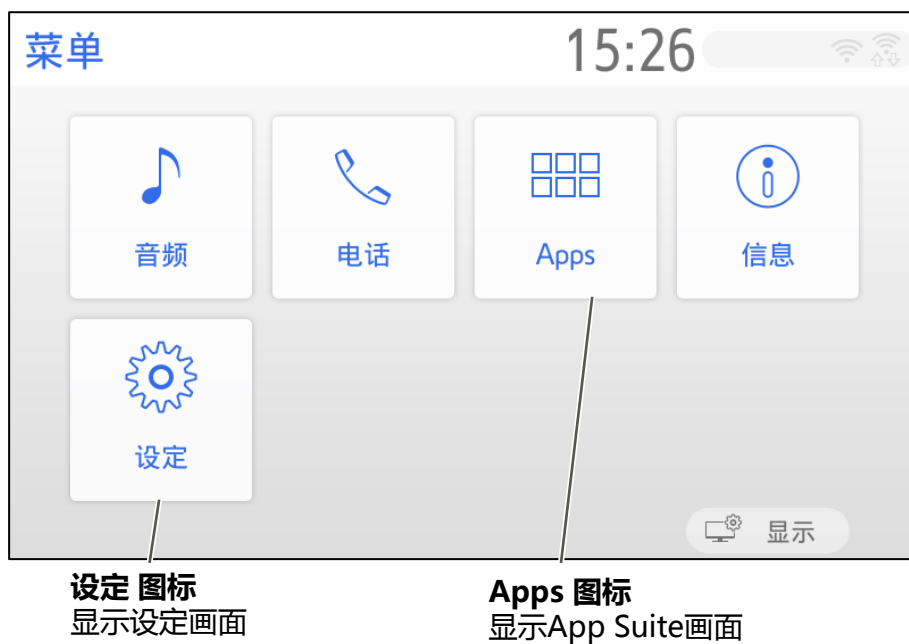 菜单 15:26
音频 电话 Apps 信息
设定
显示
设定 图标
显示设定画面
Apps 图标
显示App Suite画面